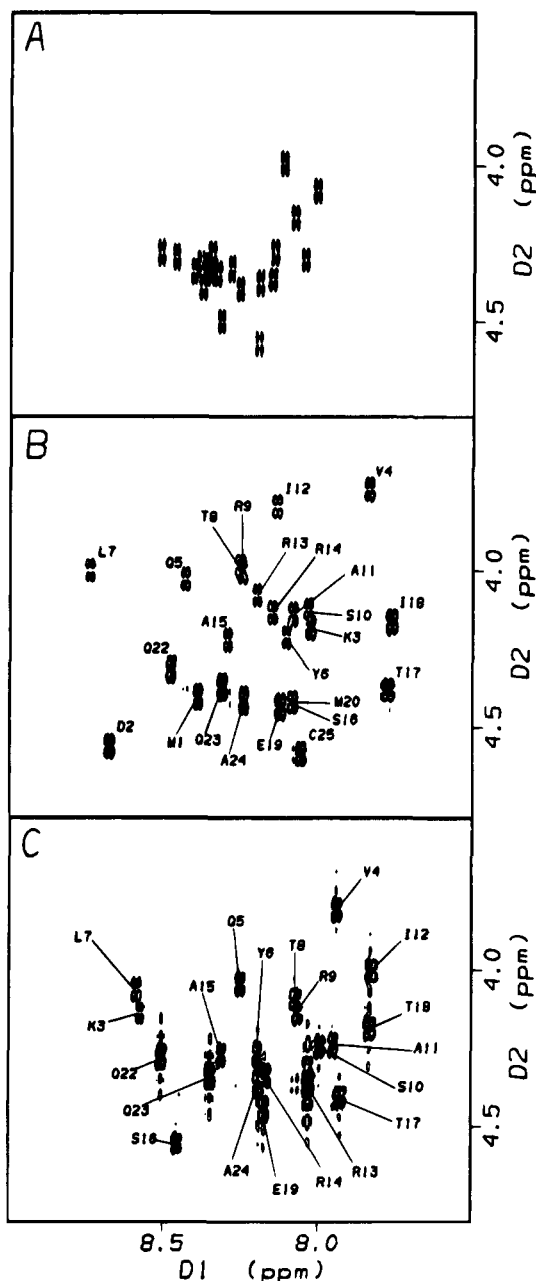 A
4.0
4.5
D2 (ppm)
B
V4
I12
R9
T8
L7
R13
Q5
R14
A11
4.0
A15
S10
I18
K3
Q22
Y6
T17
M20
D2
M1
Q23
S16
E19
A24
C25
4.5
D2 (ppm)
C
V4
Q5
Y6
T8
I12
L7
R9
4.0
A15
K3
T18
A11
Q22
S10
Q23
S16
T17
A24
R13
R14
E19
4.5
D2 (ppm)
8.5
8.0
D1 (ppm)